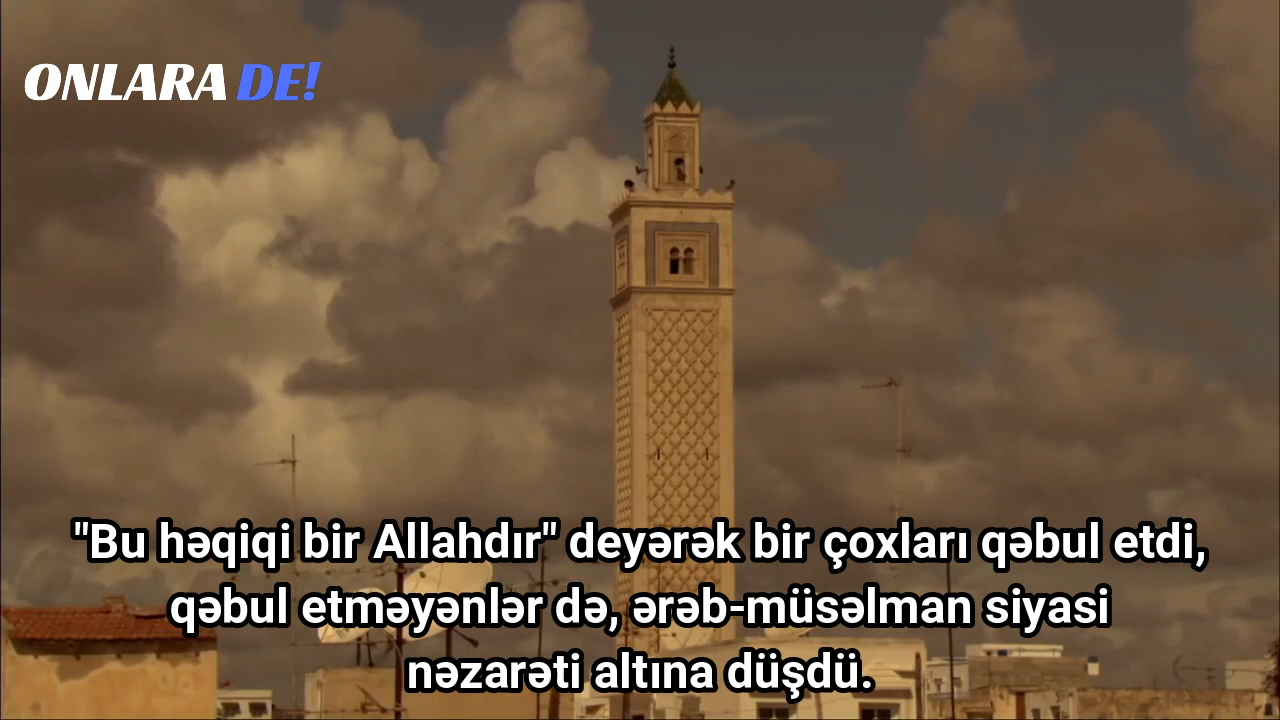 ONLARA DE!
"Bu həqiqi bir Allahdır" deyərək bir çoxları qəbul etdi,
qəbul etməyənlər də, ərəb-müsəlman siyasi
nəzarəti altına düşdü.